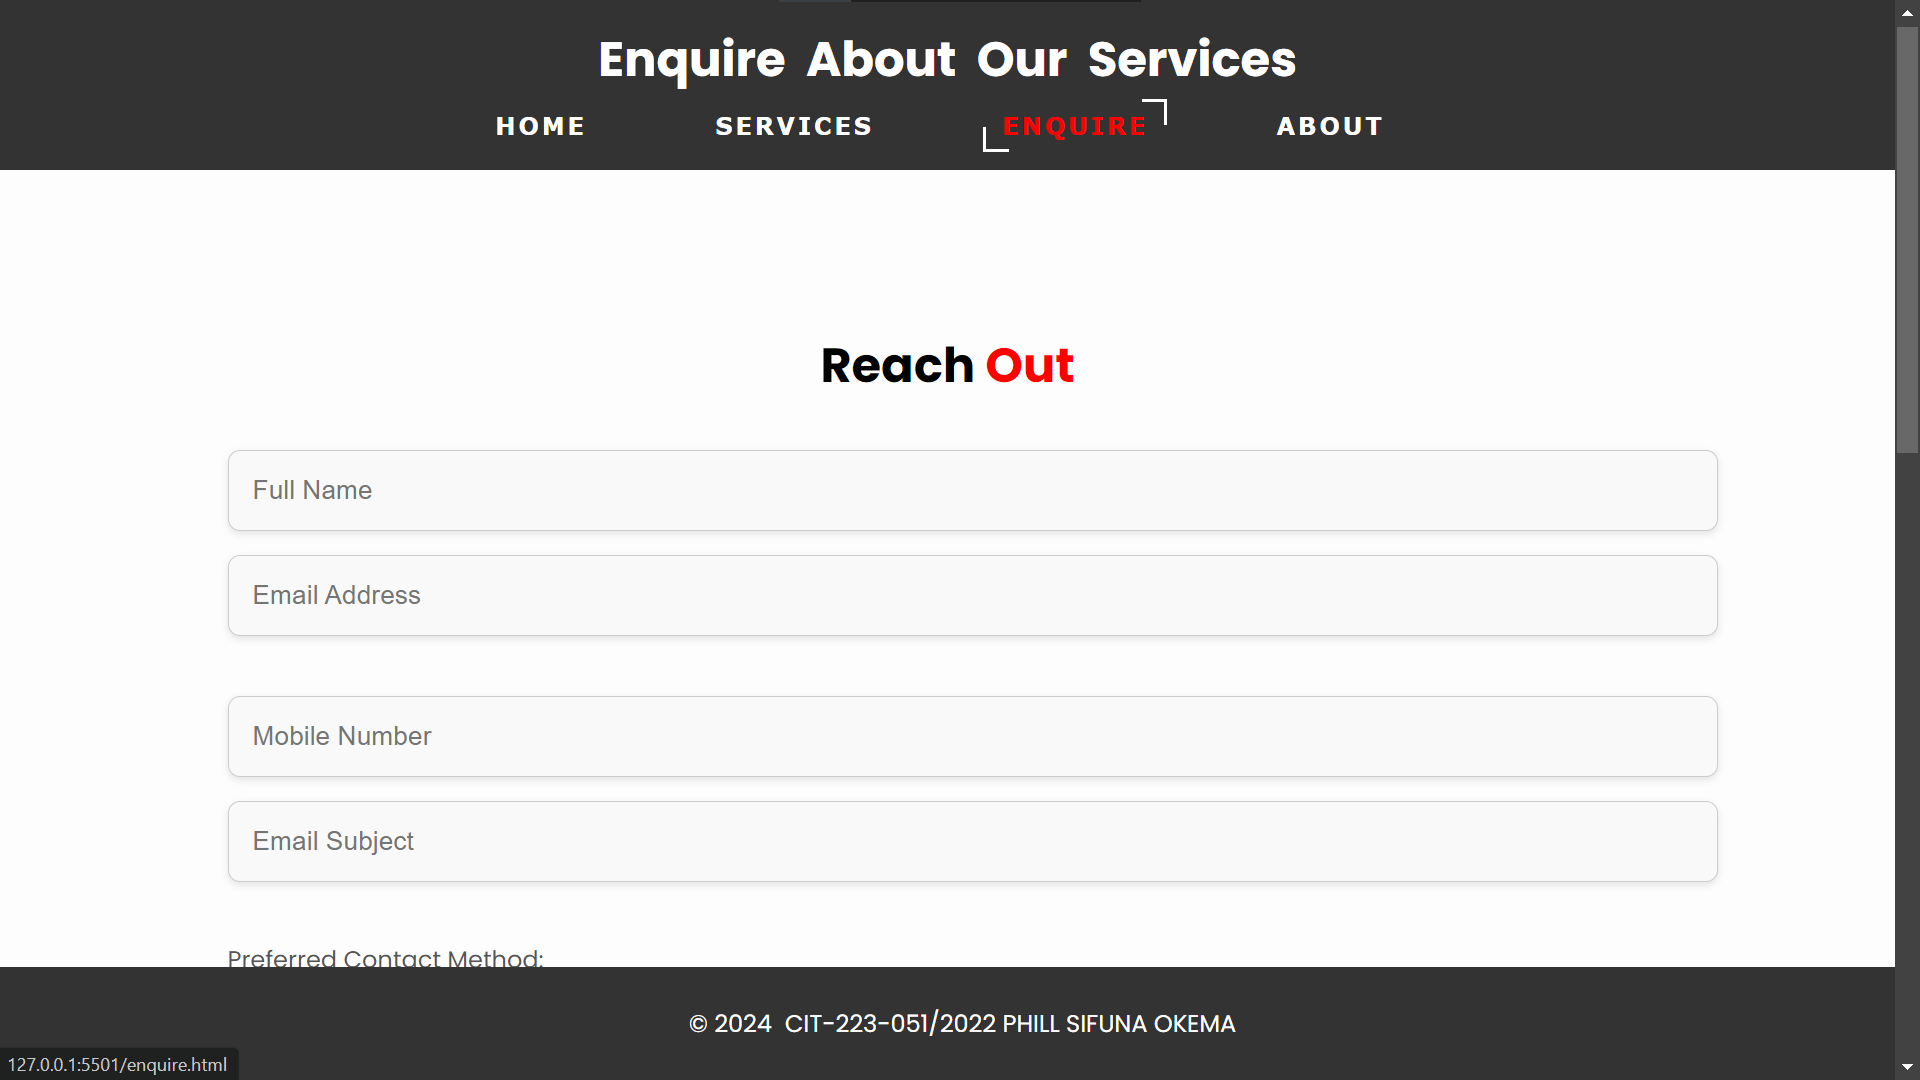 Enquire About Our Services
HOME SERVICES ENQUIRE ABOUT
Reach Out
Full Name
Email Address
Mobile Number
Email Subject
Preferred Contact Method:
© 2024 CIT-223-051/2022 PHILL SIFUNA OKEMA
127.0.0.1:5501/enquire.html